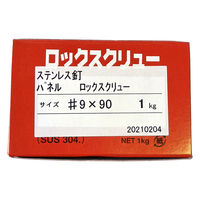 ロックスクリュー
ステンレス釘
パネル ロックスクリュー
サイズ #9×90 1kg
20210204
(SUS 304.) NET 1kg